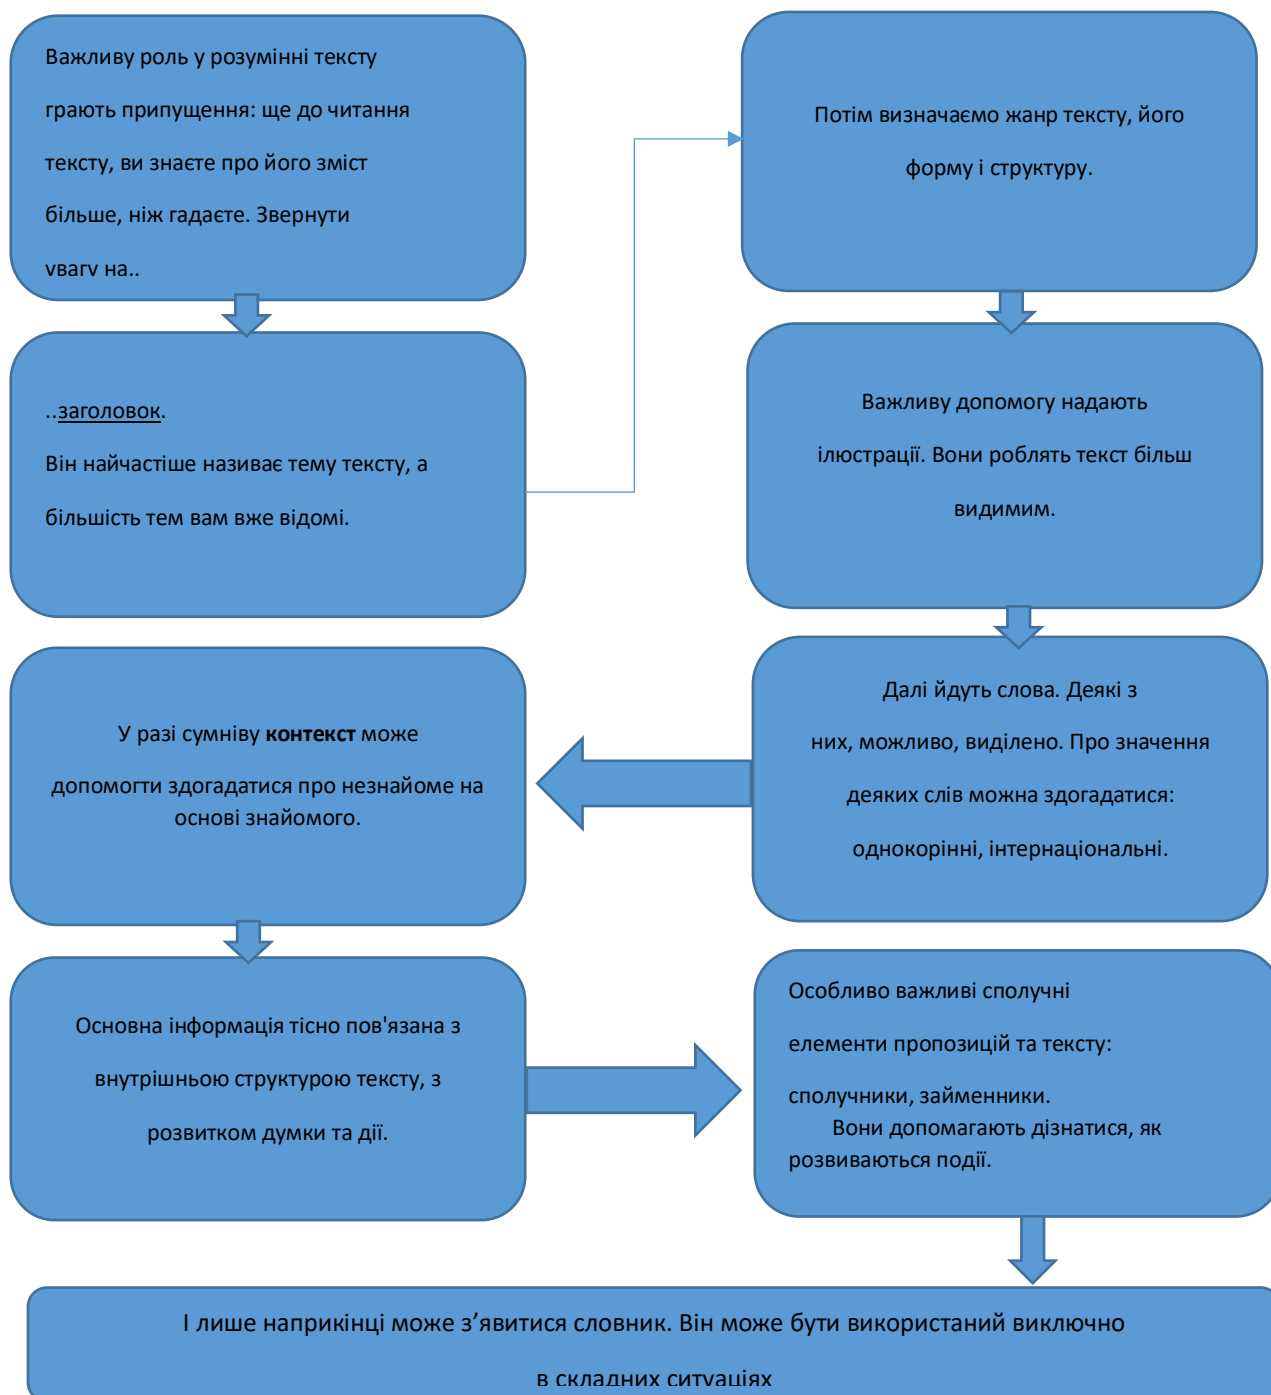 Важливу роль у розумінні тексту
грають припущення: ще до читання
тексту, ви знаєте про його зміст
більше, ніж гадаєте. Звернути
увагу на..
..заголовок.
Він найчастіше називає тему тексту, а
більшість тем вам вже відомі.
Потім визначаємо жанр тексту, його
форму і структуру.
Важливу допомогу надають
ілюстрації. Вони роблять текст більш
видимим.
Далі йдуть слова. Деякі з
них, можливо, виділено. Про значення
деяких слів можна здогадатися:
однокорінні, інтернаціональні.
У разі сумніву контекст може
допомогти здогадатися про незнайоме на
основі знайомого.
Основна інформація тісно пов'язана з
внутрішньою структурою тексту, з
розвитком думки та дії.
Особливо важливі сполучні
елементи пропозицій та тексту:
сполучники, займенники.
Вони допомагають дізнатися, як
розвиваються події.
І лише наприкінці може з’явитися словник. Він може бути використаний виключно
в складних ситуаціях